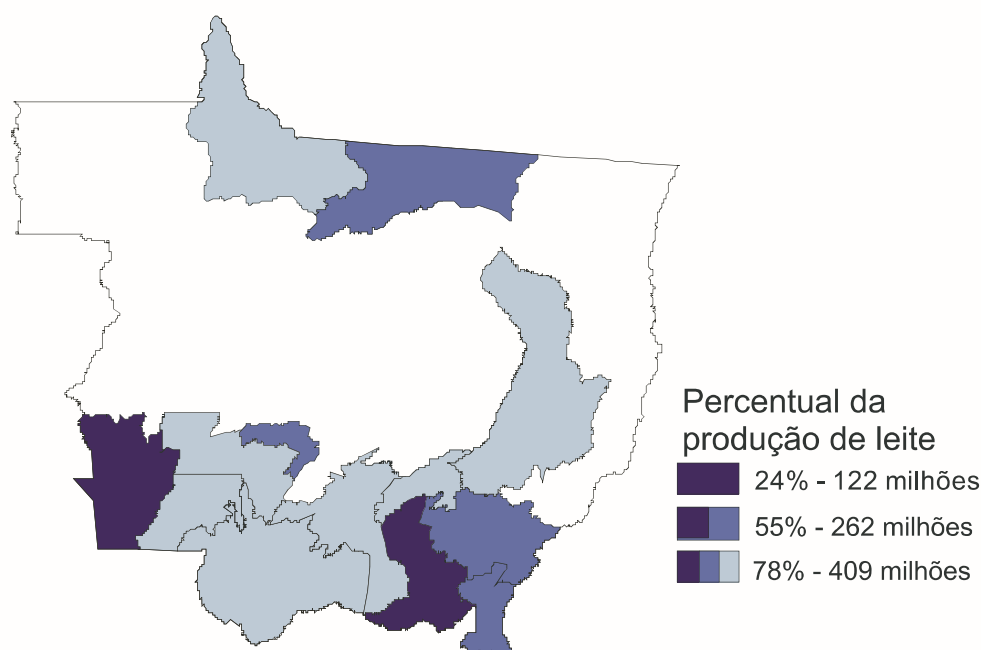 Percentual da
produção de leite
24% - 122 milhões
55% - 262 milhões
78% - 409 milhões